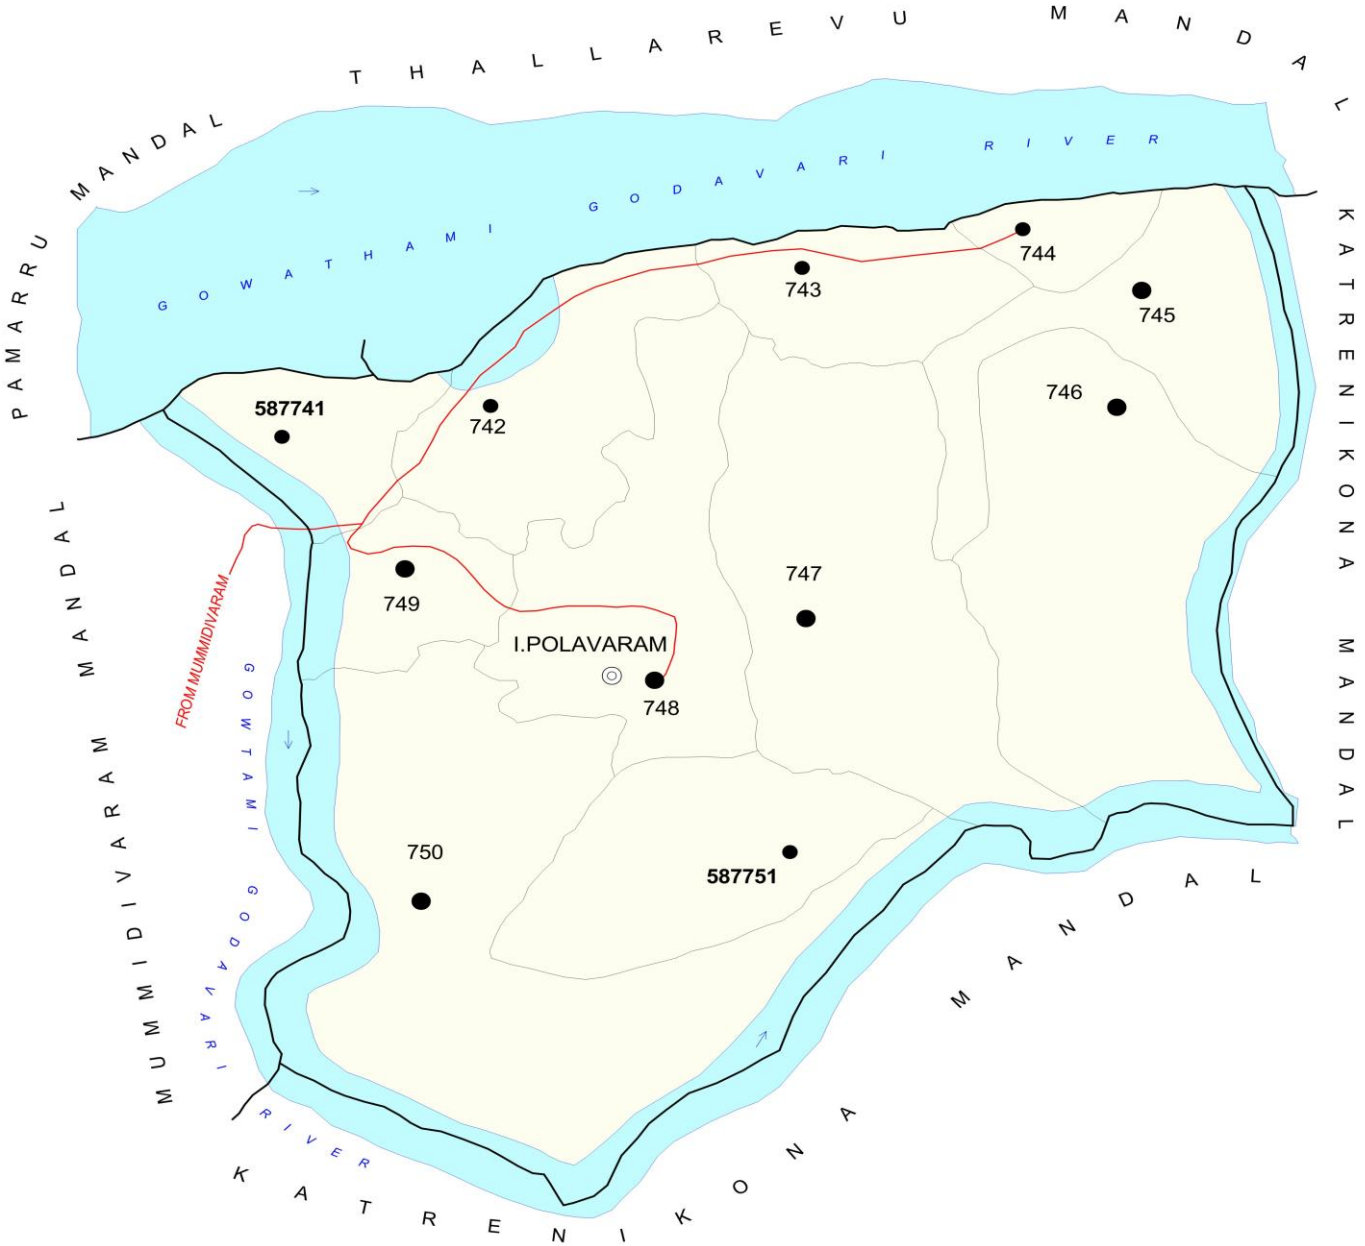 THALLAREVU MANDAL
PAMARRU MANDAL
GOWATHAMI GODAVARI RIVER
KATRENIKONA MANDAL
744
743
745
746
587741
742
747
749
I.POLAVARAM
748
FROM MUMMIDIVARAM
GOWTAMI GODAVARI RIVER
MUMMIDIVARAM MANDAL
750
587751
KATRENIKONA MANDAL